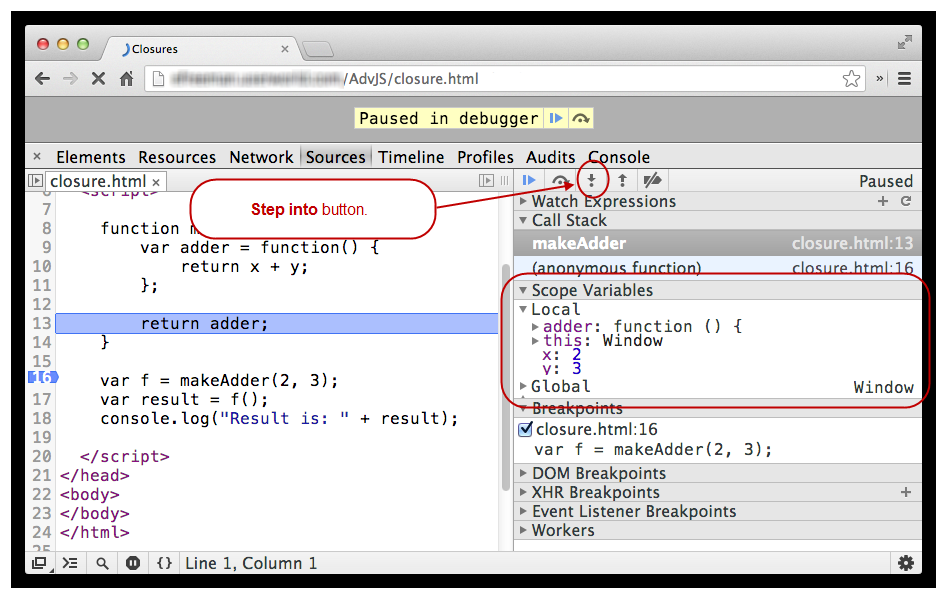 Closures ×
/AdvJS/closure.html »
Paused in debugger
× Elements Resources Network Sources Timeline Profiles Audits Console
closure.html ×
Paused
6 <script>
7
8 function m
9 var adder = function() {
10 return x + y;
11 };
12
13 return adder;
14 }
15
16 var f = makeAdder(2, 3);
17 var result = f();
18 console.log("Result is: " + result);
19
20 </script>
21 </head>
22 <body>
23 </body>
24 </html>
25
Step into button.
Watch Expressions +
Call Stack
makeAdder closure.html:13
(anonymous function) closure.html:16
Scope Variables
Local
adder: function () {
this: Window
x: 2
y: 3
Global Window
Breakpoints
closure.html:16
var f = makeAdder(2, 3);
DOM Breakpoints
XHR Breakpoints +
Event Listener Breakpoints
Workers
{} Line 1, Column 1